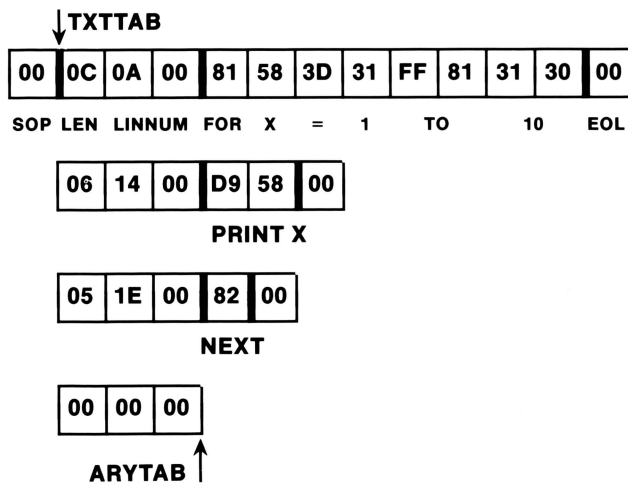 TXTTAB
00 0C 0A 00 81 58 3D 31 FF 81 31 30 00
SOP LEN LINNUM FOR X = 1 TO 10 EOL
06 14 00 D9 58 00
PRINT X
05 1E 00 82 00
NEXT
00 00 00
ARYTAB